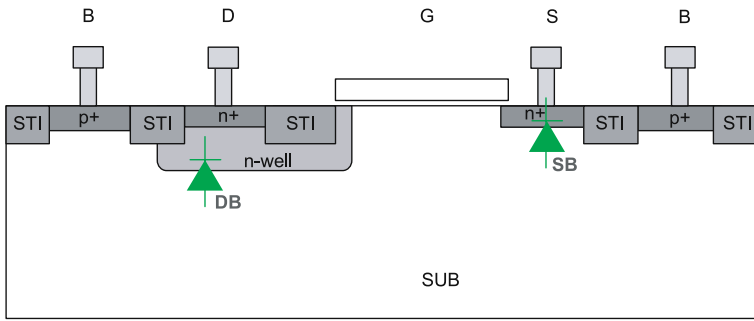 B D G S B
STI p+ STI n+ STI n+ STI p+ STI
n-well
DB
SB
SUB